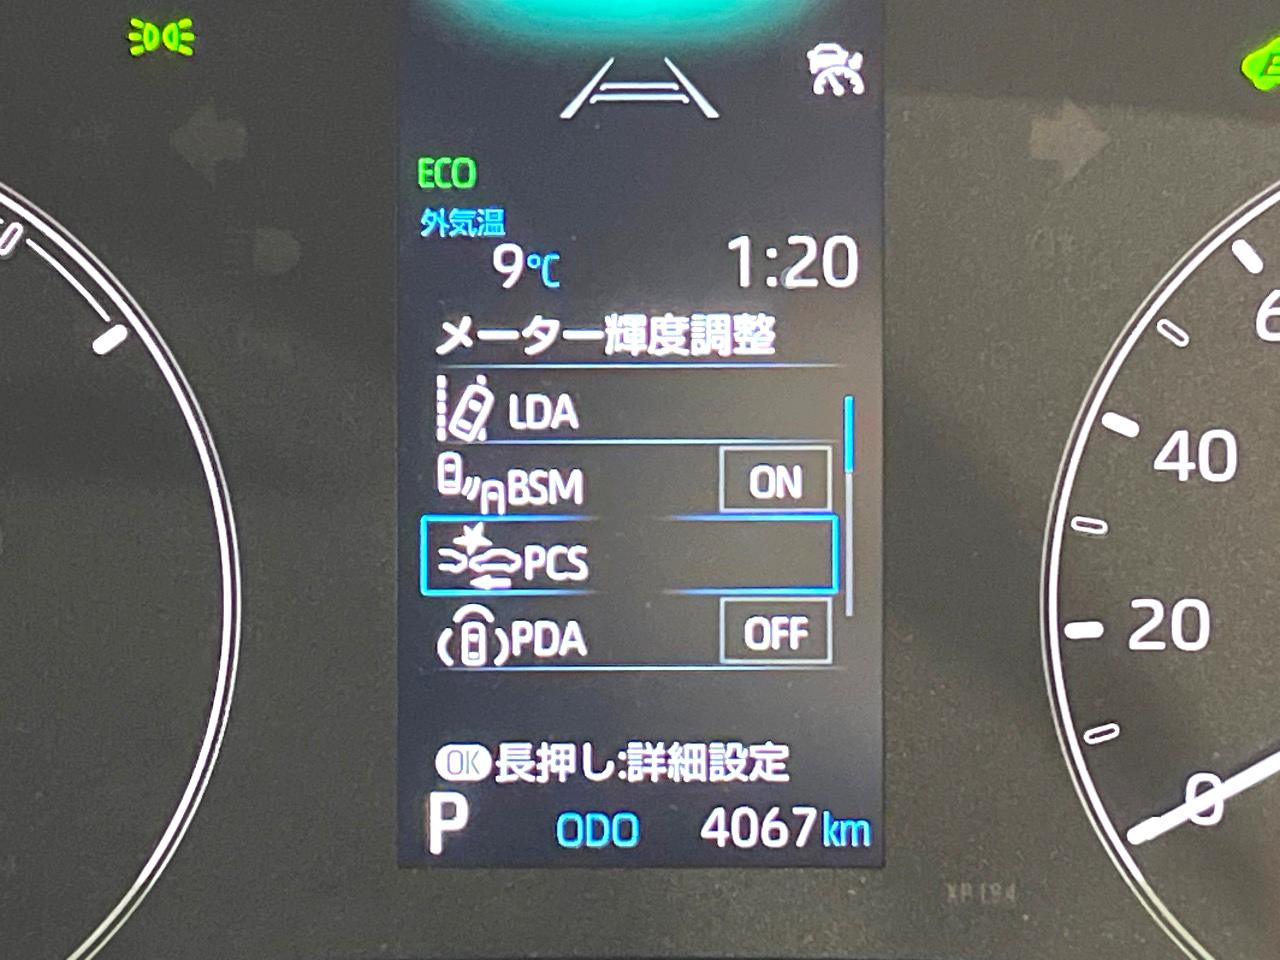 ECO
外気温
9℃ 1:20
メーター輝度調整
LDA
BSM ON
PCS
PDA OFF
OK長押し:詳細設定
P ODO 4067km
40
20
0